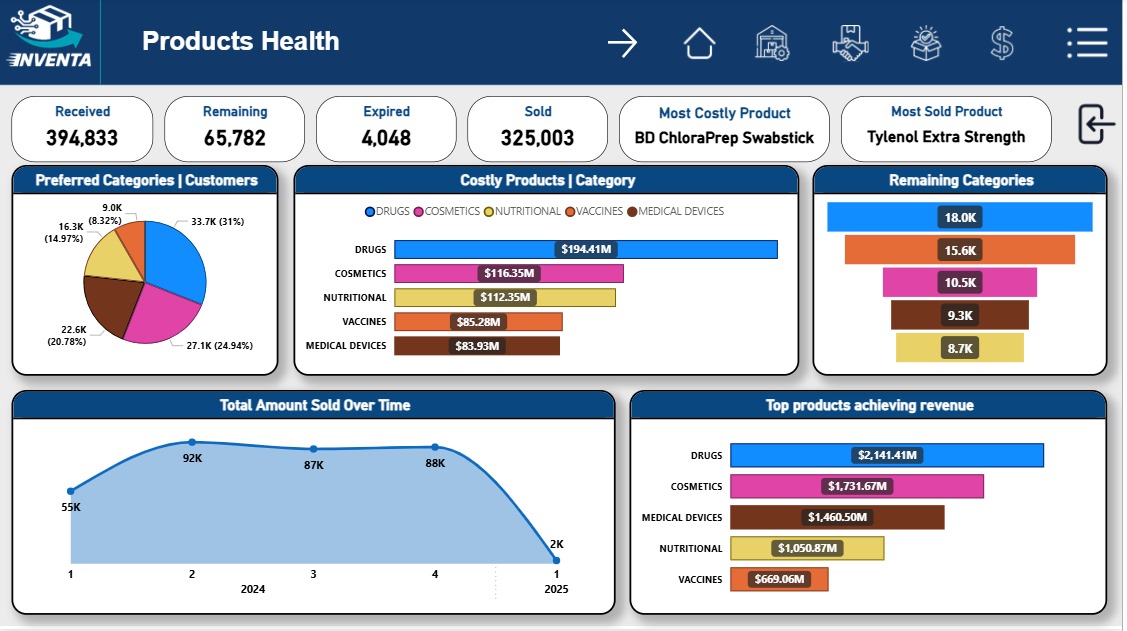 INVENTA
Products Health
Received
394,833
Remaining
65,782
Expired
4,048
Sold
325,003
Most Costly Product
BD ChloraPrep Swabstick
Most Sold Product
Tylenol Extra Strength
Preferred Categories | Customers
9.0K
(8.32%)
33.7K (31%)
16.3K
(14.97%)
22.6K
(20.78%)
27.1K (24.94%)
Costly Products | Category
DRUGS COSMETICS NUTRITIONAL VACCINES MEDICAL DEVICES
DRUGS $194.41M
COSMETICS $116.35M
NUTRITIONAL $112.35M
VACCINES $85.28M
MEDICAL DEVICES $83.93M
Remaining Categories
18.0K
15.6K
10.5K
9.3K
8.7K
Total Amount Sold Over Time
55K
92K
87K
88K
2K
1 2 3 4 1
2024 2025
Top products achieving revenue
DRUGS $2,141.41M
COSMETICS $1,731.67M
MEDICAL DEVICES $1,460.50M
NUTRITIONAL $1,050.87M
VACCINES $669.06M